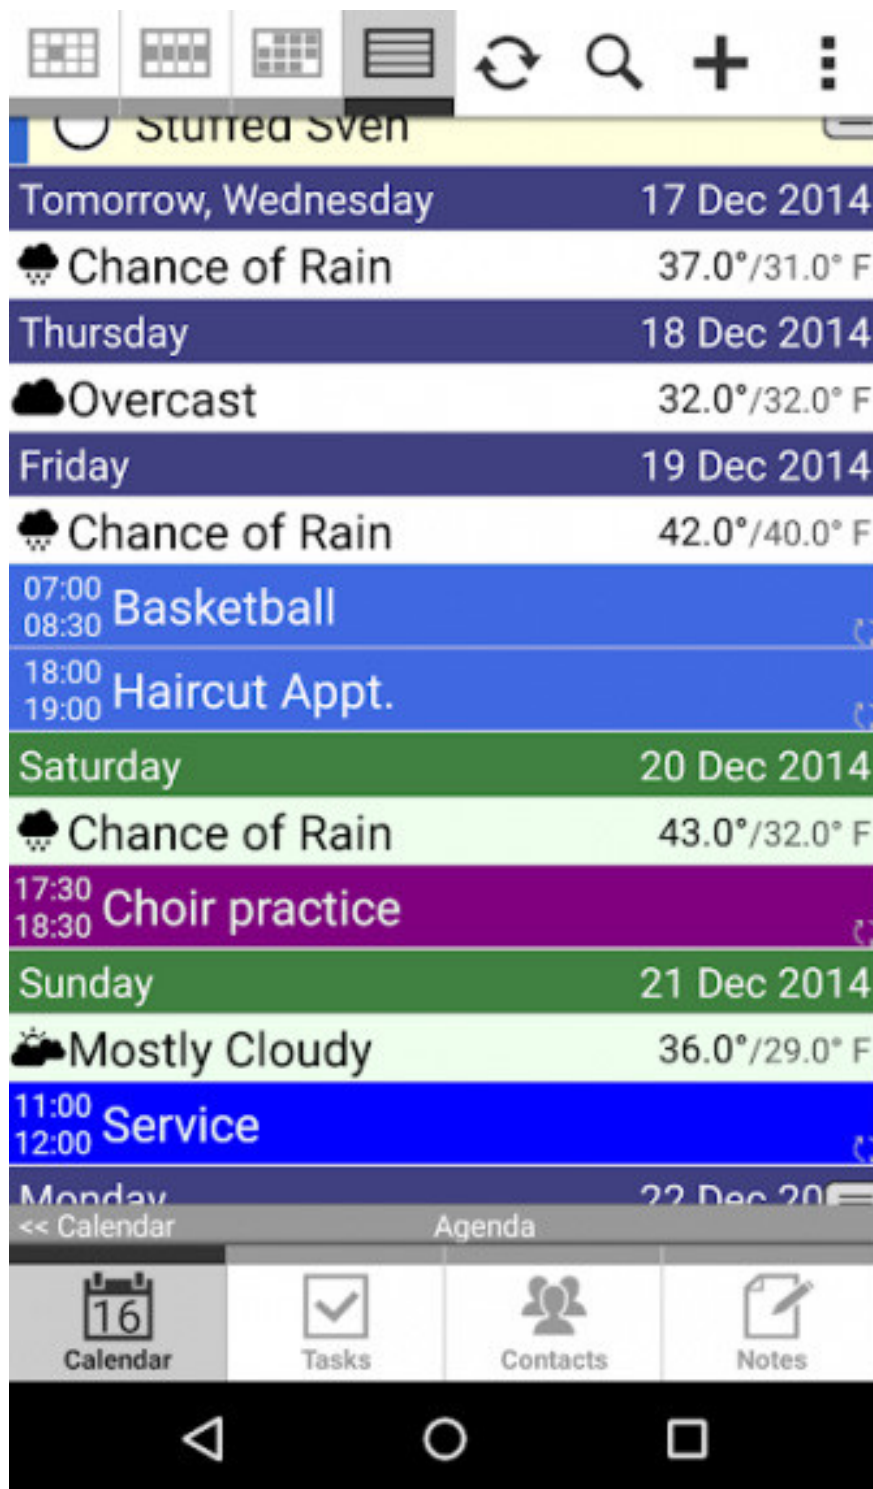 Stuffed Sven
Tomorrow, Wednesday 17 Dec 2014
Chance of Rain 37.0°/31.0° F
Thursday 18 Dec 2014
Overcast 32.0°/32.0° F
Friday 19 Dec 2014
Chance of Rain 42.0°/40.0° F
07:00
08:30 Basketball
18:00
19:00 Haircut Appt.
Saturday 20 Dec 2014
Chance of Rain 43.0°/32.0° F
17:30
18:30 Choir practice
Sunday 21 Dec 2014
Mostly Cloudy 36.0°/29.0° F
11:00
12:00 Service
Monday 22 Dec 20
<< Calendar Agenda
16
Calendar Tasks Contacts Notes